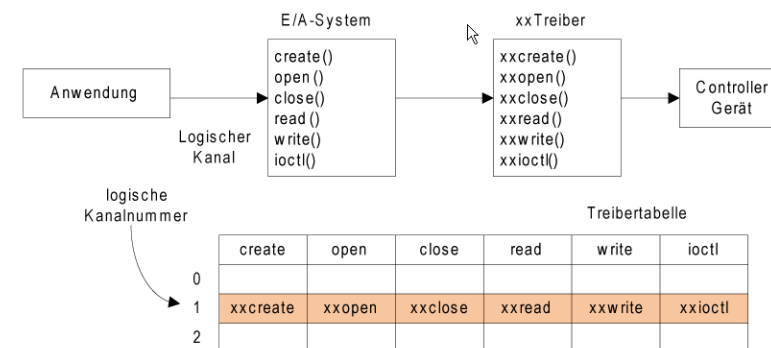 E/A-System
xxTreiber
Anwendung
Logischer
Kanal
create()
open()
close()
read()
write()
ioctl()
xxcreate()
xxopen()
xxclose()
xxread()
xxwrite()
xxioctl()
Controller
Gerät
logische
Kanalnummer
Treibertabelle
create open close read write ioctl
0
1 xxcreate xxopen xxclose xxread xxwrite xxioctl
2